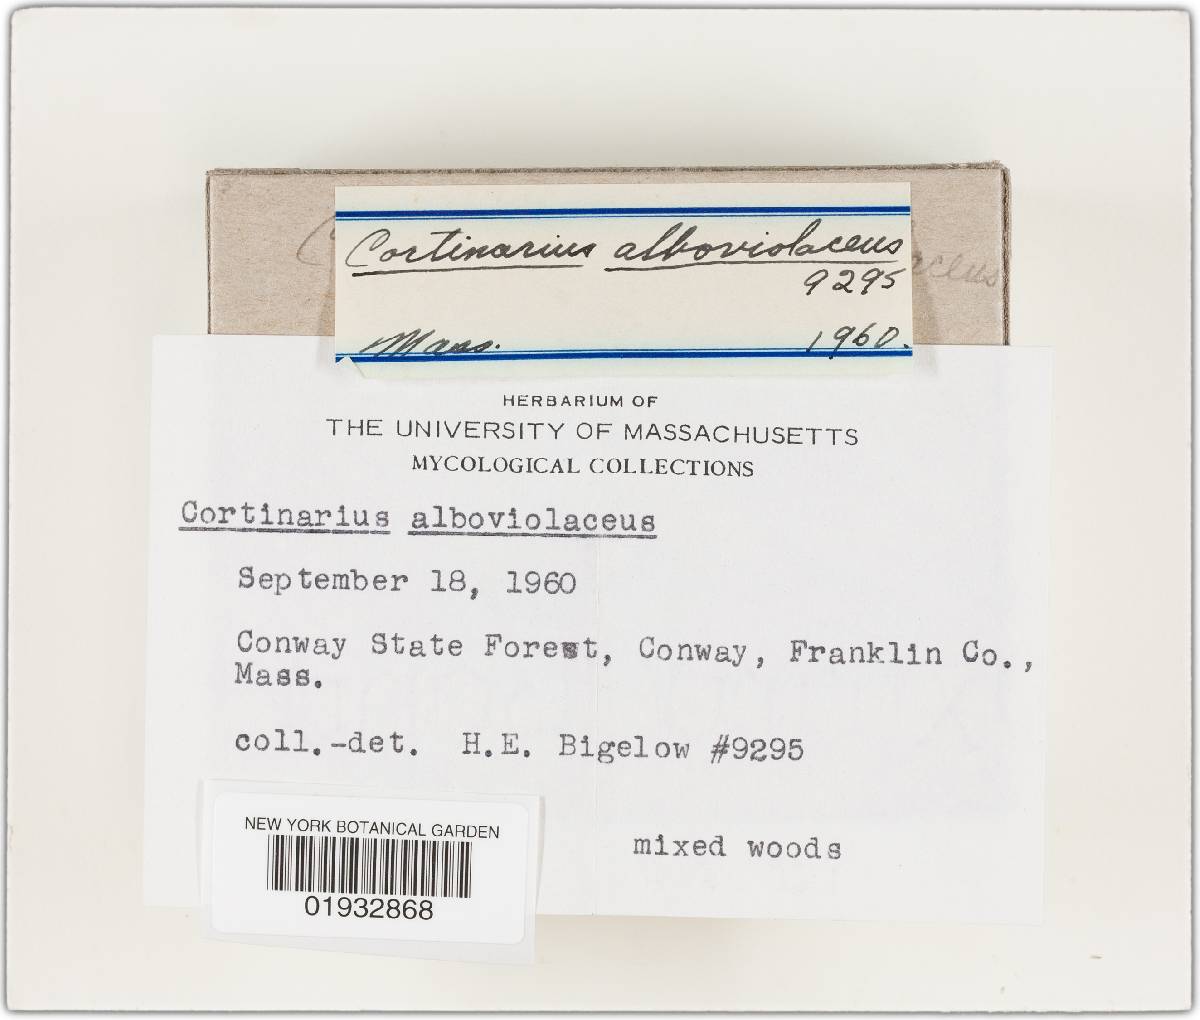 Cortinarius alboviolaceus
9295
Mass. 1960.
aceus
HERBARIUM OF
THE UNIVERSITY OF MASSACHUSETTS
MYCOLOGICAL COLLECTIONS
Cortinarius alboviolaceus
September 18, 1960
Conway State Forest, Conway, Franklin Co.,
Mass.
coll.-det. H.E. Bigelow #9295
mixed woods
NEW YORK BOTANICAL GARDEN
01932868